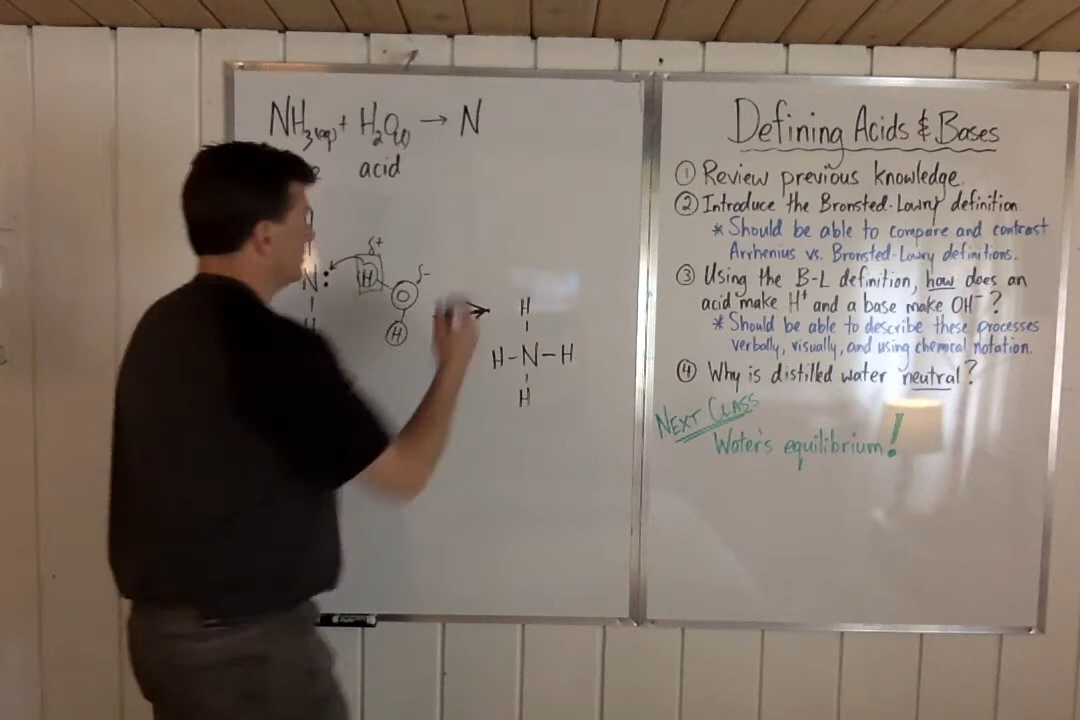 NH₃(aq) + H₂O(l) → N
acid
δ+
H
δ-
N:
O
H
H
H-N-H
H
Defining Acids & Bases
① Review previous knowledge.
② Introduce the Bronsted-Lowry definition
* Should be able to compare and contrast
Arrhenius vs. Bronsted-Lowry definitions.
③ Using the B-L definition, how does an
acid make H⁺ and a base make OH⁻?
* Should be able to describe these processes
verbally, visually, and using chemical notation.
④ Why is distilled water neutral?
NEXT CLASS
Water's equilibrium!